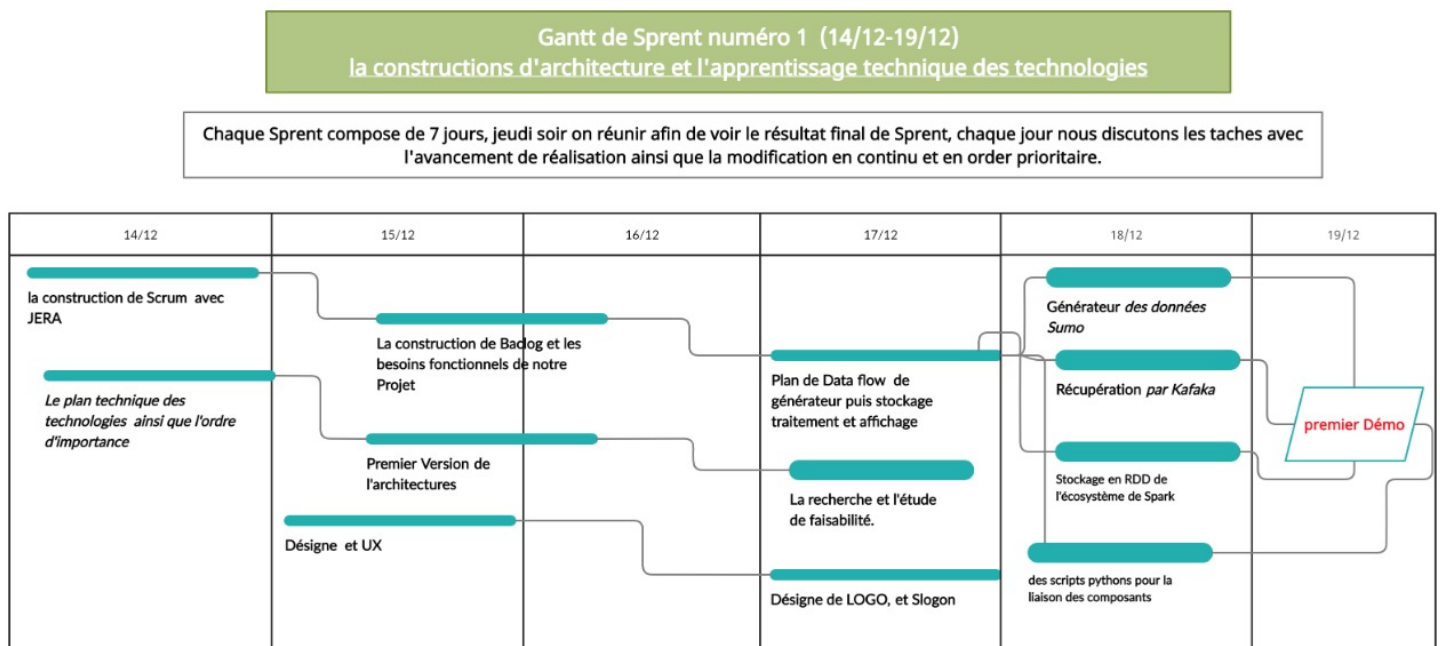 Gantt de Sprent numéro 1 (14/12-19/12)
la constructions d'architecture et l'apprentissage technique des technologies
Chaque Sprent compose de 7 jours, jeudi soir on réunir afin de voir le résultat final de Sprent, chaque jour nous discutons les taches avec
l'avancement de réalisation ainsi que la modification en continu et en order prioritaire.
14/12
15/12
16/12
17/12
18/12
19/12
la construction de Scrum avec
JERA
Le plan technique des
technologies ainsi que l'ordre
d'importance
La construction de Baclog et les
besoins fonctionnels de notre
Projet
Premier Version de
l'architectures
Désigne et UX
Plan de Data flow de
générateur puis stockage
traitement et affichage
La recherche et l'étude
de faisabilité.
Désigne de LOGO, et Slogon
Générateur des données
Sumo
Récupération par Kafaka
Stockage en RDD de
l'écosystème de Spark
des scripts pythons pour la
liaison des composants
premier Démo